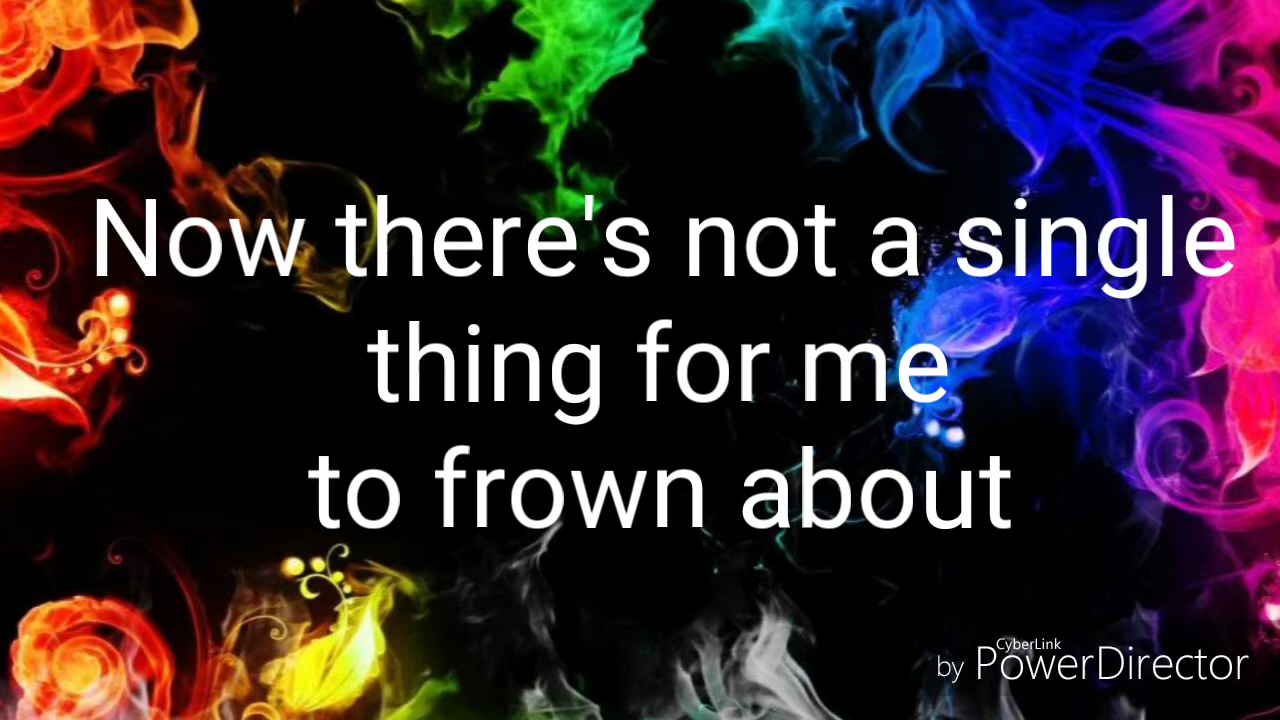 Now there's not a single
thing for me
to frown about
by CyberLink PowerDirector